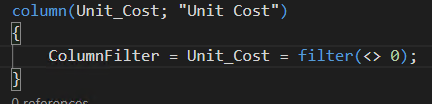 column(Unit_Cost; "Unit Cost")
{
ColumnFilter = Unit_Cost = filter(<> 0);
}
0 references